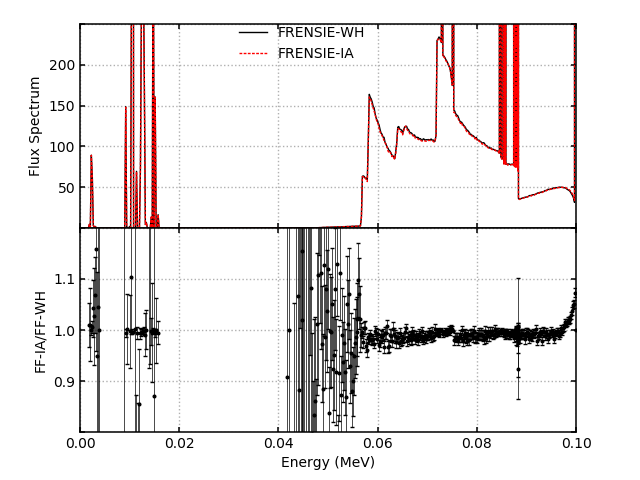 FRENSIE-WH
FRENSIE-IA
Flux Spectrum
200
150
100
50
FF-IA/FF-WH
1.1
1.0
0.9
0.00 0.02 0.04 0.06 0.08 0.10
Energy (MeV)